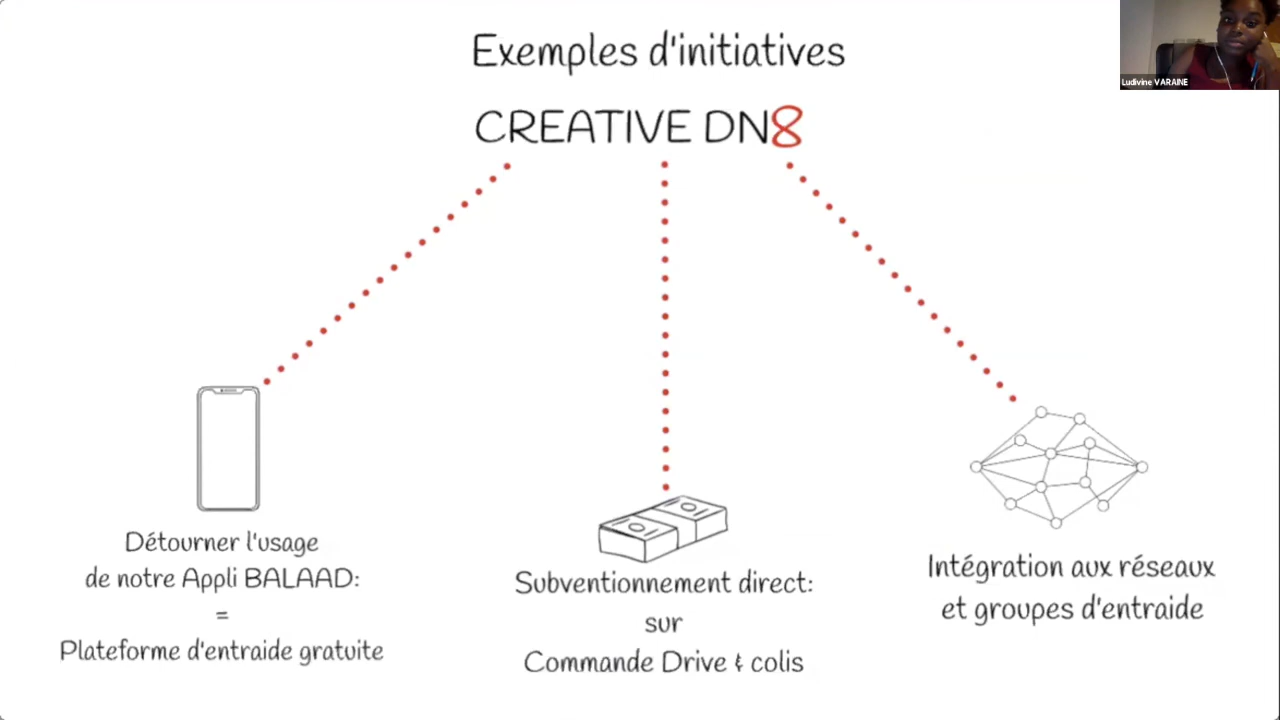 Exemples d'initiatives
CREATIVE DN8
Ludivine VARAINE
Détourner l'usage
de notre Appli BALAAD:
=
Plateforme d'entraide gratuite
Subventionnement direct:
sur
Commande Drive & colis
Intégration aux réseaux
et groupes d'entraide